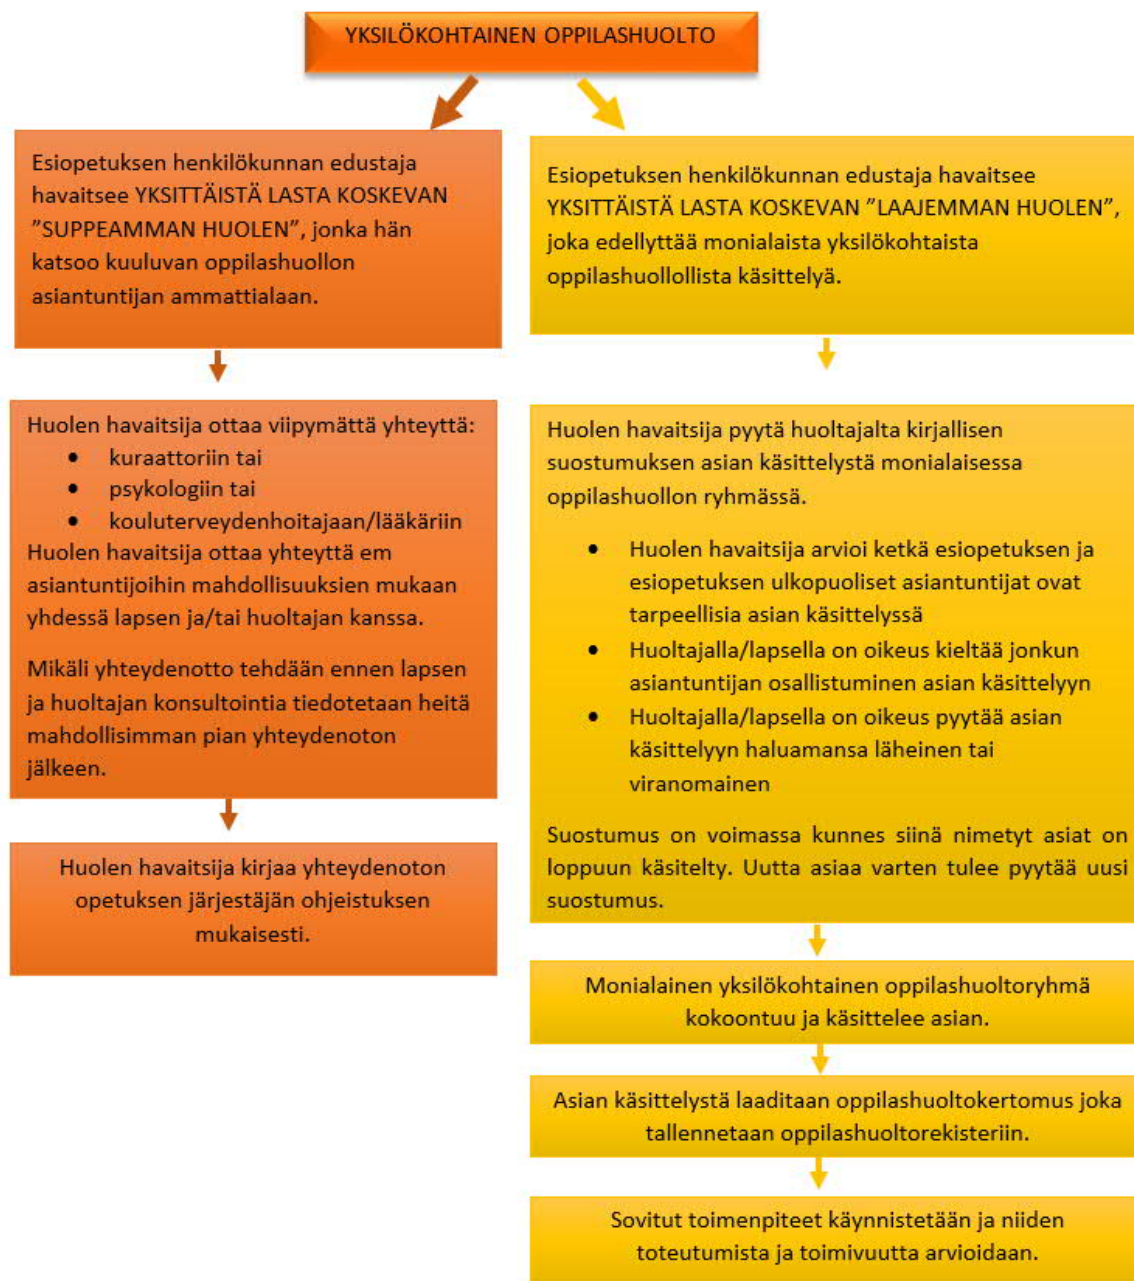 YKSILÖKOHTAINEN OPPILASHUOLTO
Esiopetuksen henkilökunnan edustaja
havaitsee YKSITTÄISTÄ LASTA KOSKEVAN
”SUPPEAMMAN HUOLEN”, jonka hän
katsoo kuuluvan oppilashuollon
asiantuntijan ammattialaan.
Huolen havaitsija ottaa viipymättä yhteyttä:
• kuraattoriin tai
• psykologiin tai
• kouluterveydenhoitajaan/lääkäriin
Huolen havaitsija ottaa yhteyttä em
asiantuntijoihin mahdollisuuksien mukaan
yhdessä lapsen ja/tai huoltajan kanssa.
Mikäli yhteydenotto tehdään ennen lapsen
ja huoltajan konsultointia tiedotetaan heitä
mahdollisimman pian yhteydenoton
jälkeen.
Huolen havaitsija kirjaa yhteydenoton
opetuksen järjestäjän ohjeistuksen
mukaisesti.
Esiopetuksen henkilökunnan edustaja havaitsee
YKSITTÄISTÄ LASTA KOSKEVAN ”LAAJEMMAN HUOLEN”,
joka edellyttää monialaista yksilökohtaista
oppilashuollollista käsittelyä.
Huolen havaitsija pyytä huoltajalta kirjallisen
suostumuksen asian käsittelystä monialaisessa
oppilashuollon ryhmässä.
• Huolen havaitsija arvioi ketkä esiopetuksen ja
esiopetuksen ulkopuoliset asiantuntijat ovat
tarpeellisia asian käsittelyssä
• Huoltajalla/lapsella on oikeus kieltää jonkun
asiantuntijan osallistuminen asian käsittelyyn
• Huoltajalla/lapsella on oikeus pyytää asian
käsittelyyn haluamansa läheinen tai
viranomainen
Suostumus on voimassa kunnes siinä nimetyt asiat on
loppuun käsitelty. Uutta asiaa varten tulee pyytää uusi
suostumus.
Monialainen yksilökohtainen oppilashuoltoryhmä
kokoontuu ja käsittelee asian.
Asian käsittelystä laaditaan oppilashuoltokertomus joka
tallennetaan oppilashuoltorekisteriin.
Sovitut toimenpiteet käynnistetään ja niiden
toteutumista ja toimivuutta arvioidaan.